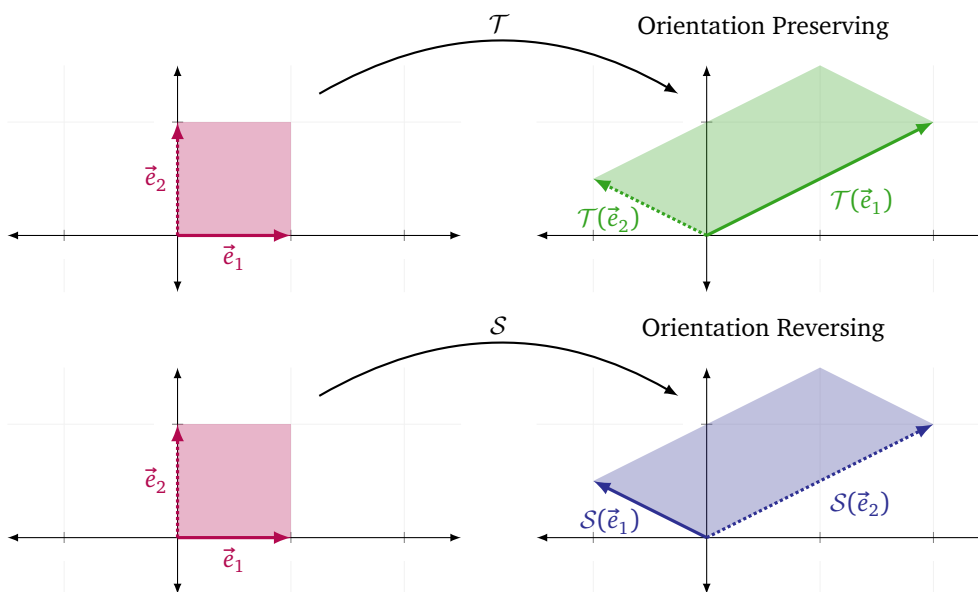 𝒯
Orientation Preserving
e⃗₂
e⃗₁
𝒯(e⃗₂)
𝒯(e⃗₁)
𝒮
Orientation Reversing
e⃗₂
e⃗₁
𝒮(e⃗₁)
𝒮(e⃗₂)